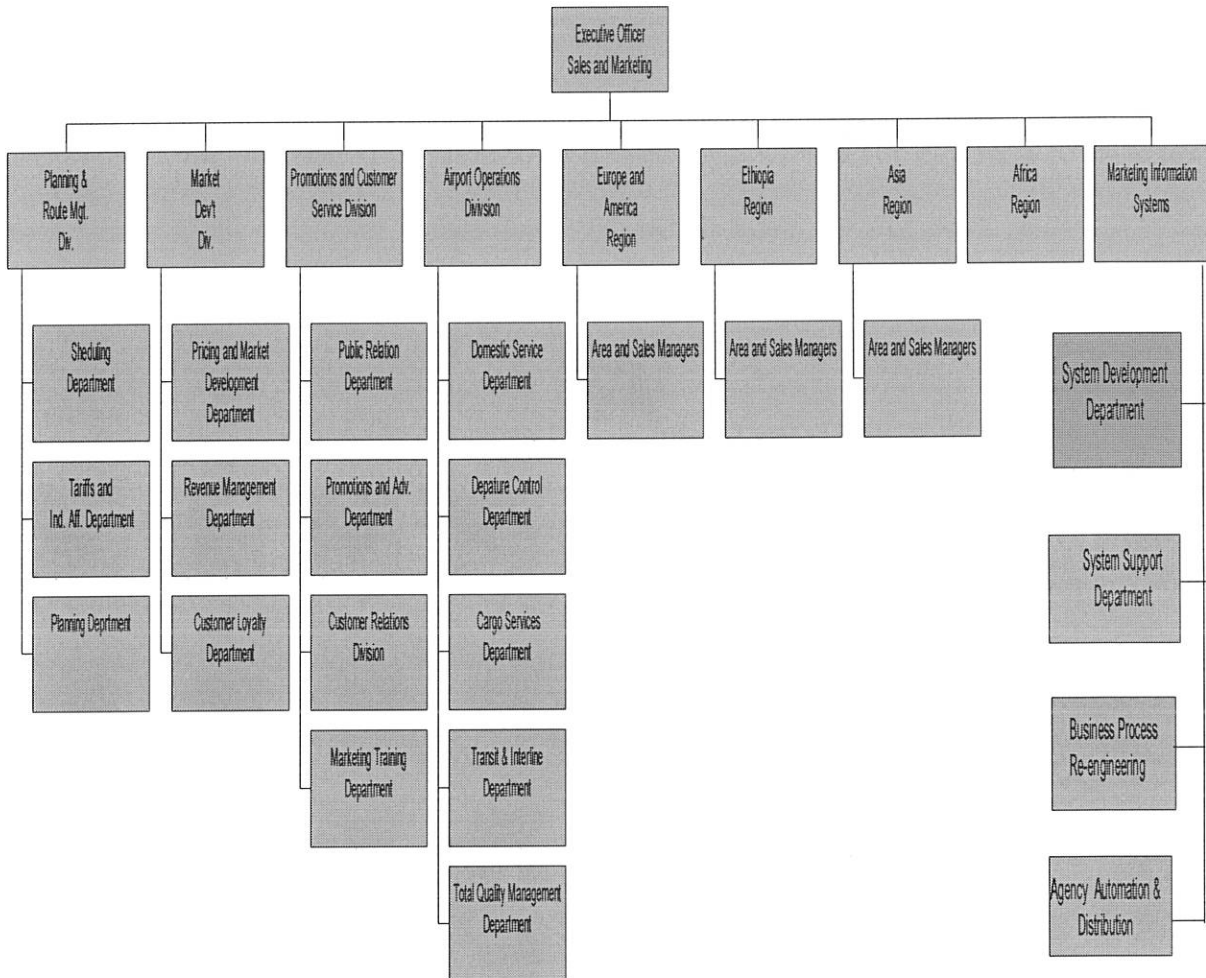 Executive Officer
Sales and Marketing
Planning &
Route Mgt.
Div.
Market
Dev't
Div.
Promotions and Customer
Service Division
Airport Operations
Divivsion
Europe and
America
Region
Ethiopia
Region
Asia
Region
Africa
Region
Marketing Information
Systems
Sheduling
Department
Pricing and Market
Development
Department
Public Relation
Department
Domestic Service
Department
Area and Sales Managers
Area and Sales Managers
Area and Sales Managers
System Development
Department
Tariffs and
Ind. Aff. Department
Revenue Management
Department
Promotions and Adv.
Department
Depature Control
Department
System Support
Department
Planning Deprtment
Customer Loyalty
Department
Customer Relations
Division
Cargo Services
Department
Business Process
Re-engineering
Marketing Training
Department
Transit & Interline
Department
Total Quality Management
Department
Agency Automation &
Distribution